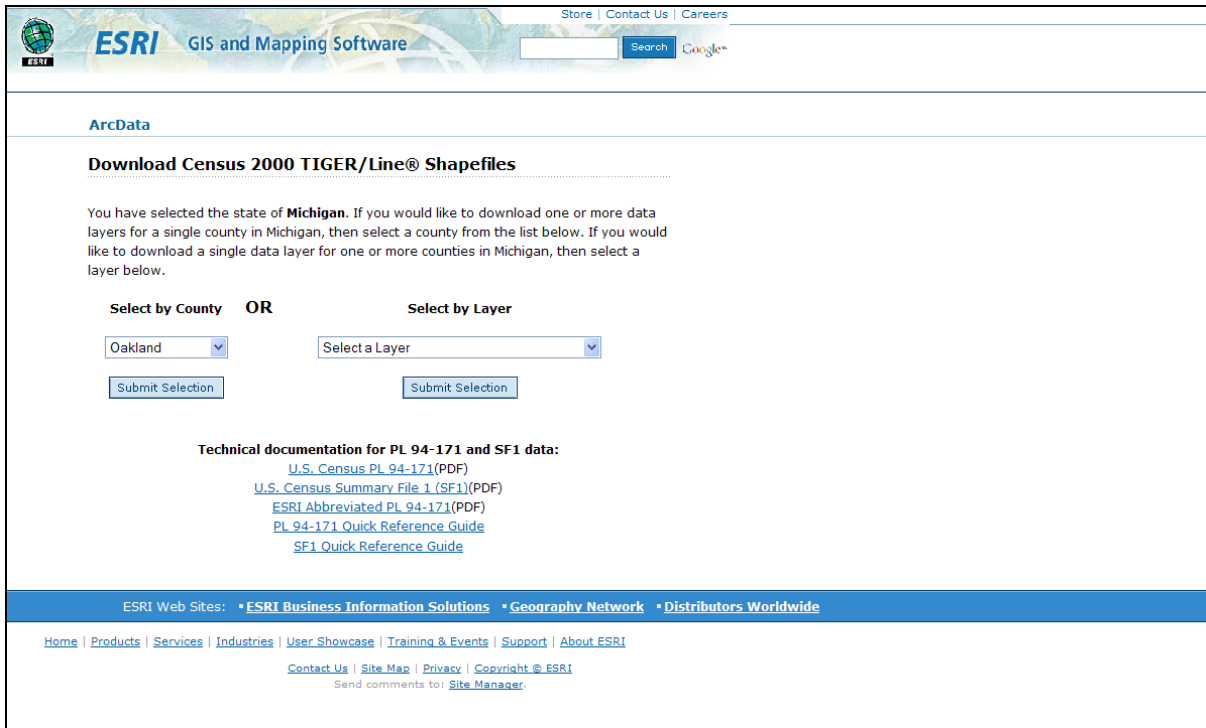 Store | Contact Us | Careers
ESRI
ESRI GIS and Mapping Software
Search Google™
ArcData
Download Census 2000 TIGER/Line® Shapefiles
You have selected the state of Michigan. If you would like to download one or more data
layers for a single county in Michigan, then select a county from the list below. If you would
like to download a single data layer for one or more counties in Michigan, then select a
layer below.
Select by County OR Select by Layer
Oakland Select a Layer
Submit Selection Submit Selection
Technical documentation for PL 94-171 and SF1 data:
U.S. Census PL 94-171(PDF)
U.S. Census Summary File 1 (SF1)(PDF)
ESRI Abbreviated PL 94-171(PDF)
PL 94-171 Quick Reference Guide
SF1 Quick Reference Guide
ESRI Web Sites: ▪ ESRI Business Information Solutions ▪ Geography Network ▪ Distributors Worldwide
Home | Products | Services | Industries | User Showcase | Training & Events | Support | About ESRI
Contact Us | Site Map | Privacy | Copyright © ESRI
Send comments to: Site Manager.